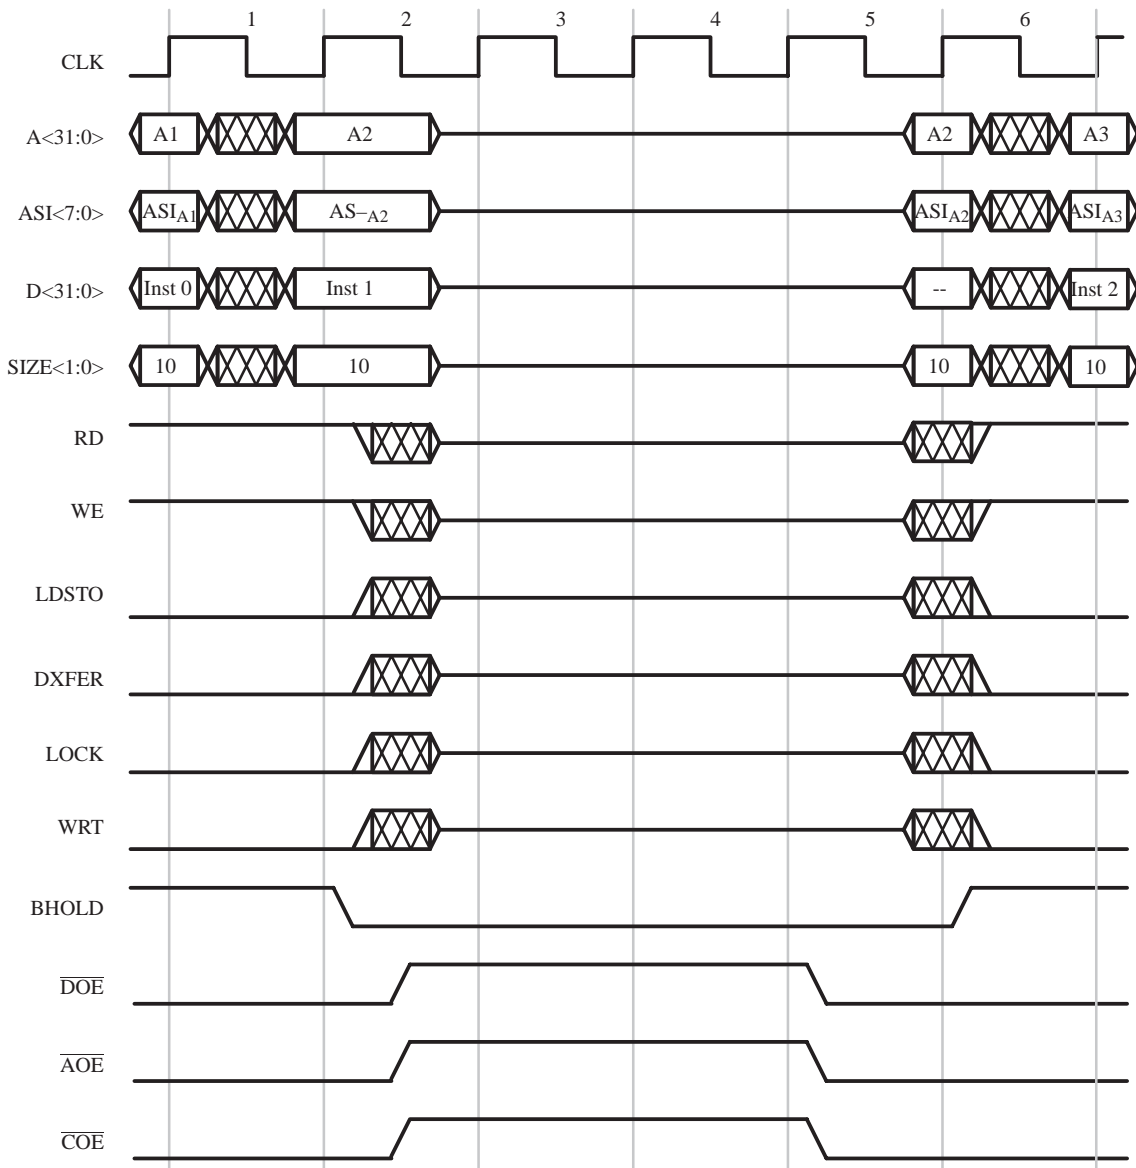 1 2 3 4 5 6
CLK
A<31:0> A1 A2 A2 A3
ASI<7:0> ASIA1 AS–A2 ASIA2 ASIA3
D<31:0> Inst 0 Inst 1 -- Inst 2
SIZE<1:0> 10 10 10 10
RD
WE
LDSTO
DXFER
LOCK
WRT
BHOLD
DOE
AOE
COE